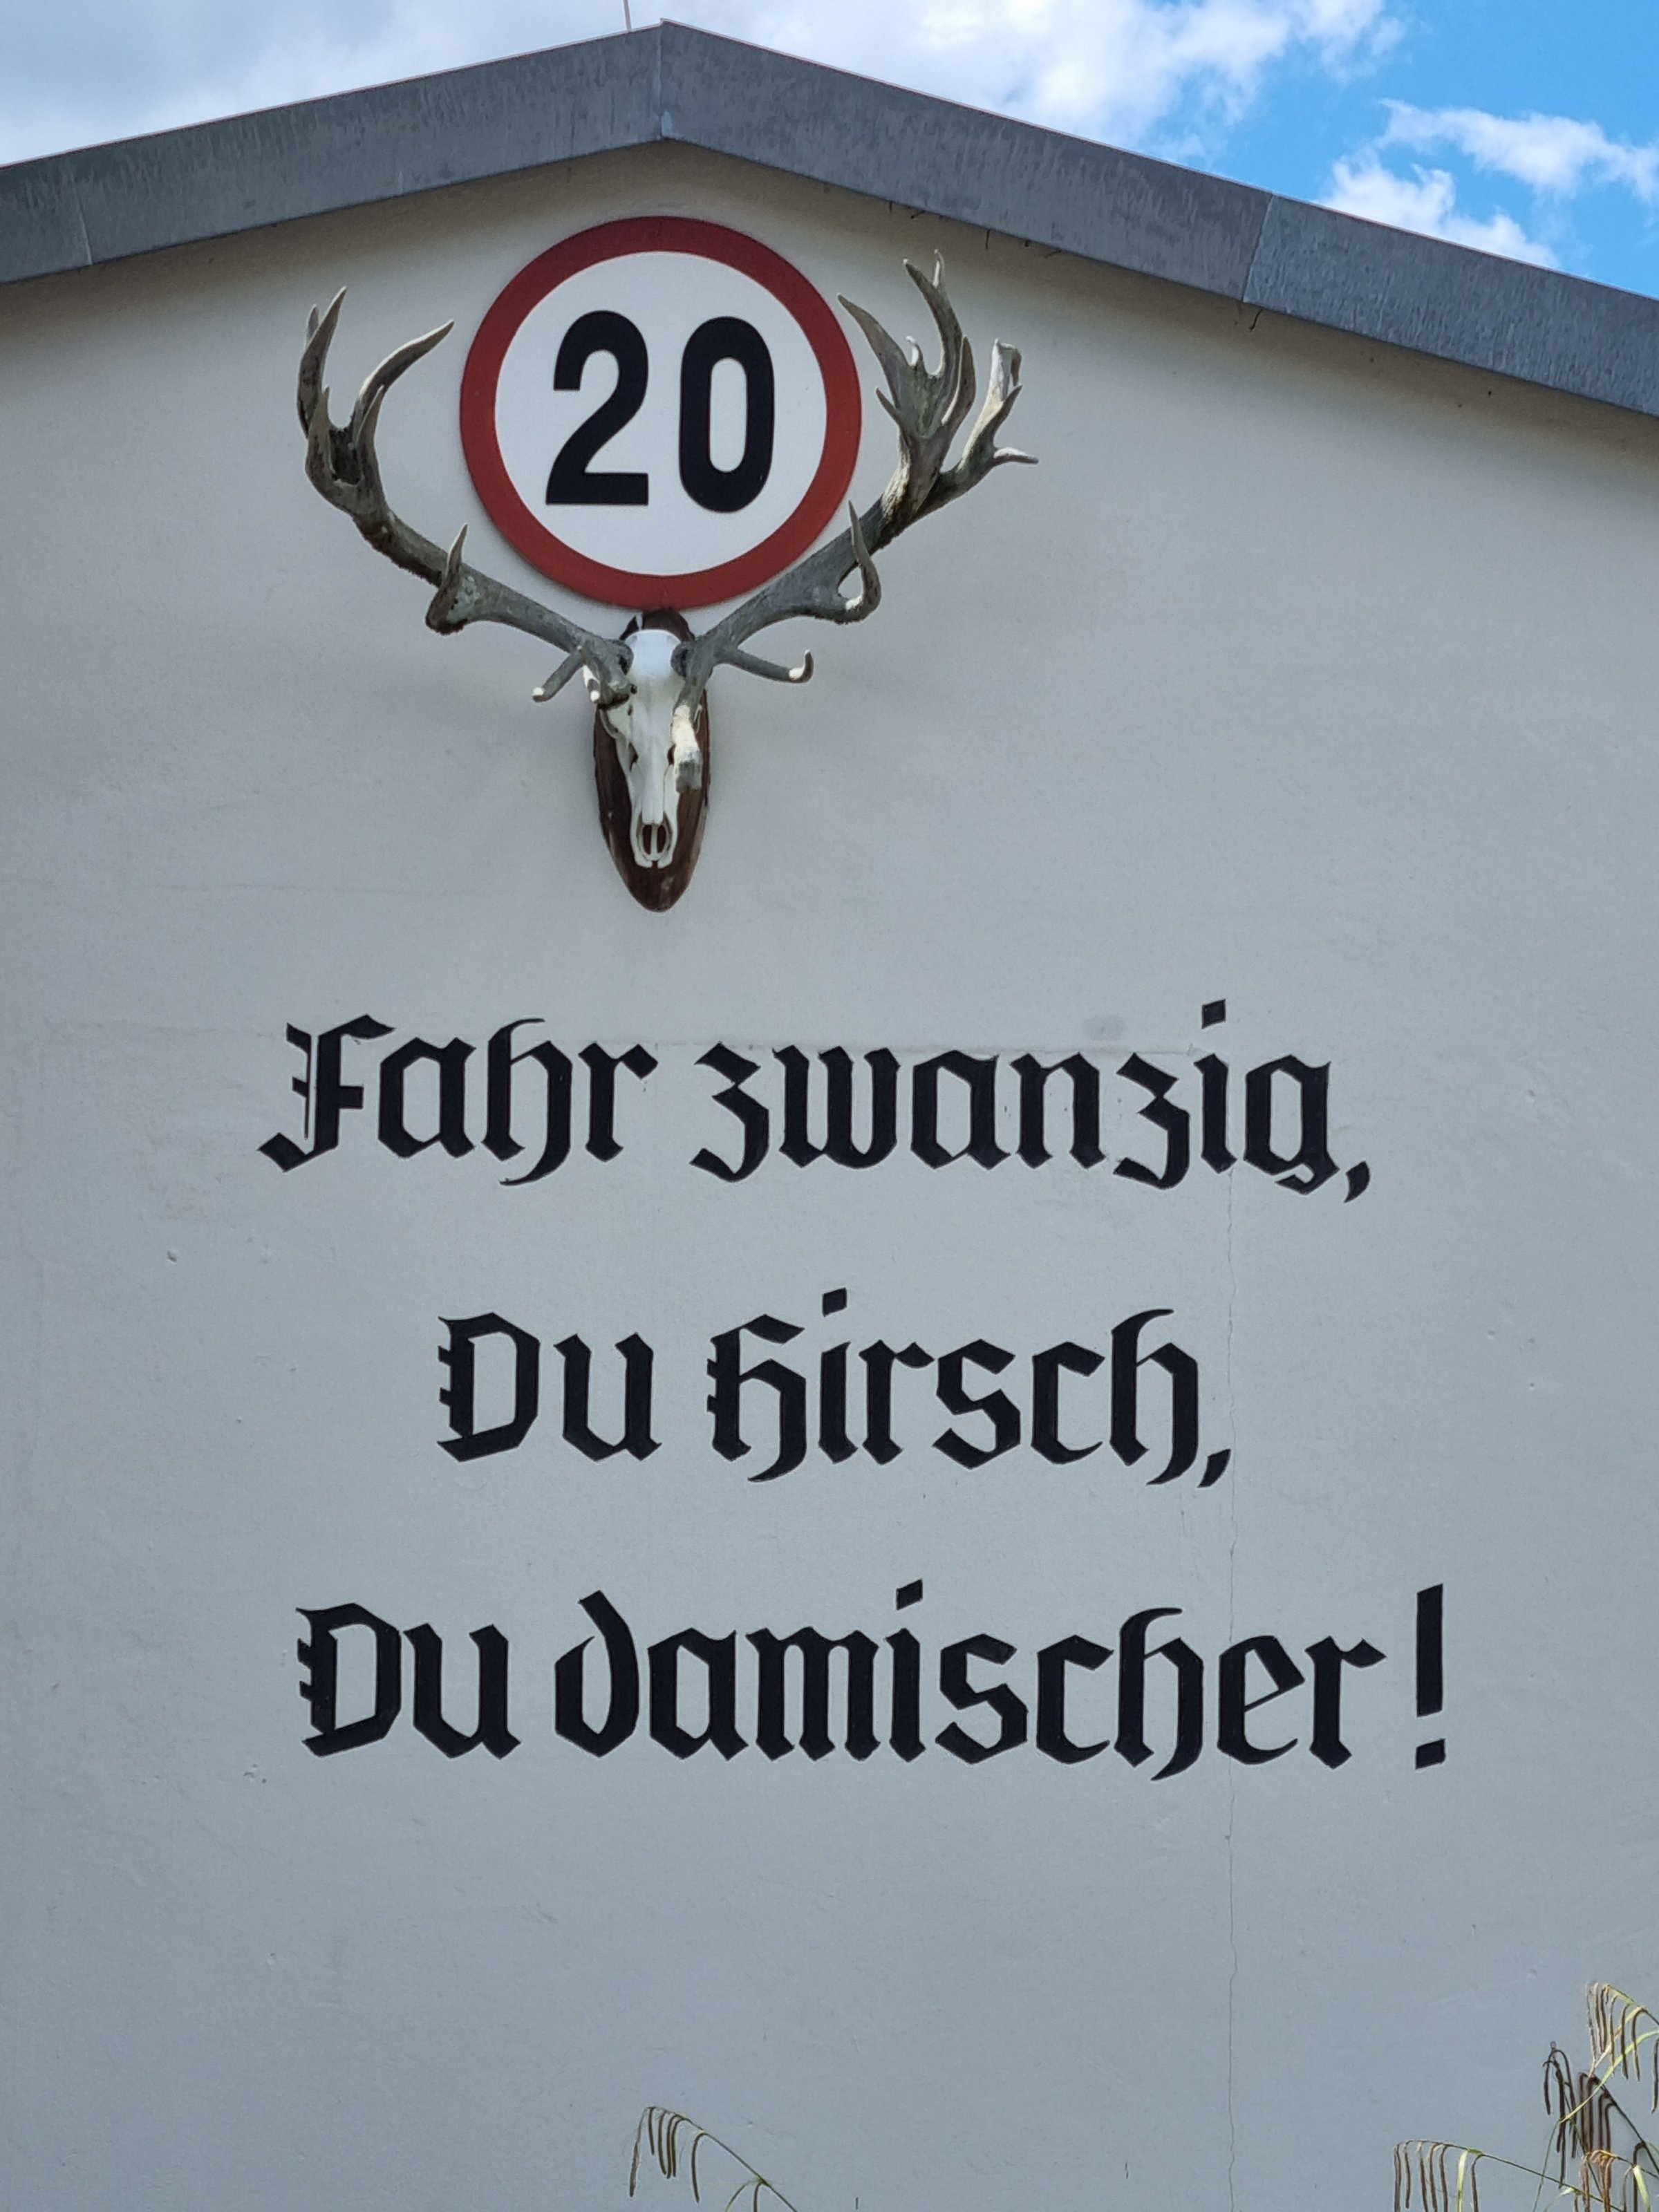 20
Fahr zwanzig,
Du Hirsch,
Du damischer!